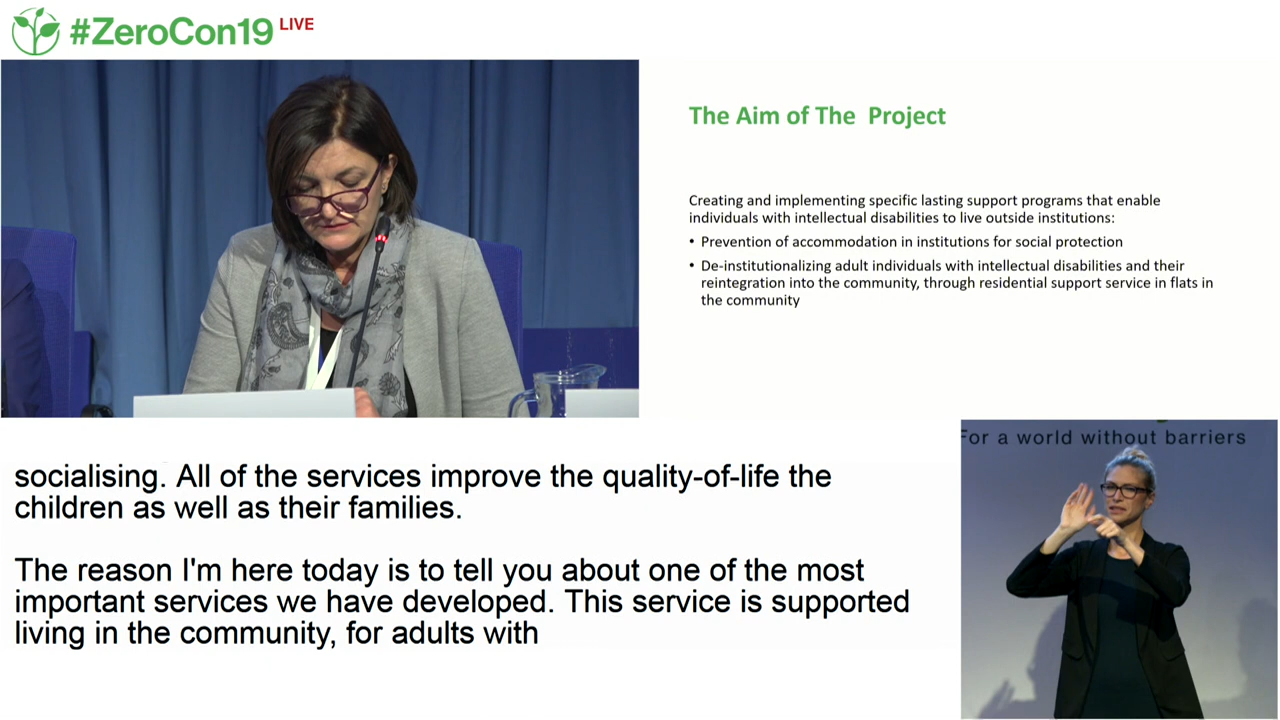 #ZeroCon19 LIVE
The Aim of The  Project
Creating and implementing specific lasting support programs that enable
individuals with intellectual disabilities to live outside institutions:
• Prevention of accommodation in institutions for social protection
• De-institutionalizing adult individuals with intellectual disabilities and their
reintegration into the community, through residential support service in flats in
the community
For a world without barriers
socialising. All of the services improve the quality-of-life the
children as well as their families.
The reason I'm here today is to tell you about one of the most
important services we have developed. This service is supported
living in the community, for adults with